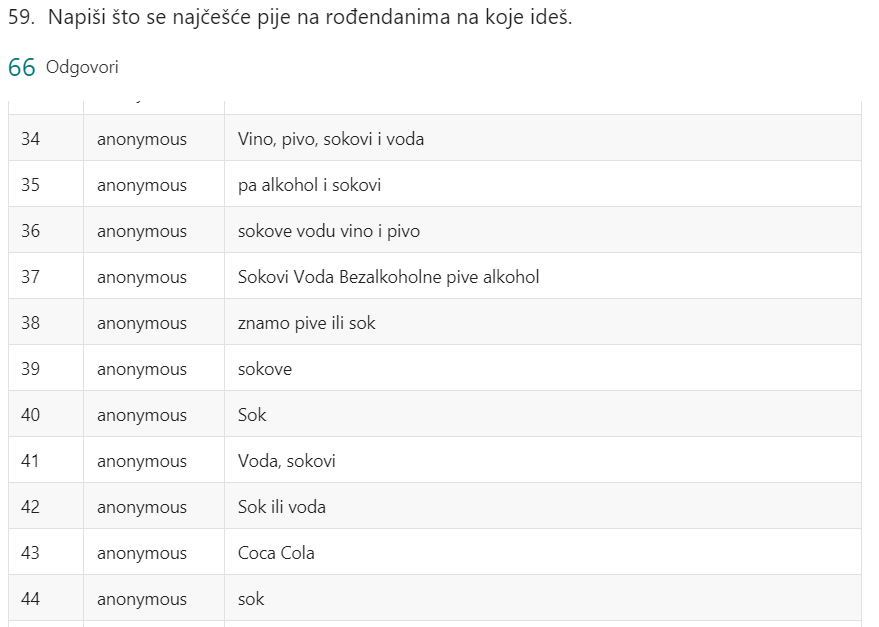 59. Napiši što se najčešće pije na rođendanima na koje ideš.
66 Odgovori
34 anonymous Vino, pivo, sokovi i voda
35 anonymous pa alkohol i sokovi
36 anonymous sokove vodu vino i pivo
37 anonymous Sokovi Voda Bezalkoholne pive alkohol
38 anonymous znamo pive ili sok
39 anonymous sokove
40 anonymous Sok
41 anonymous Voda, sokovi
42 anonymous Sok ili voda
43 anonymous Coca Cola
44 anonymous sok